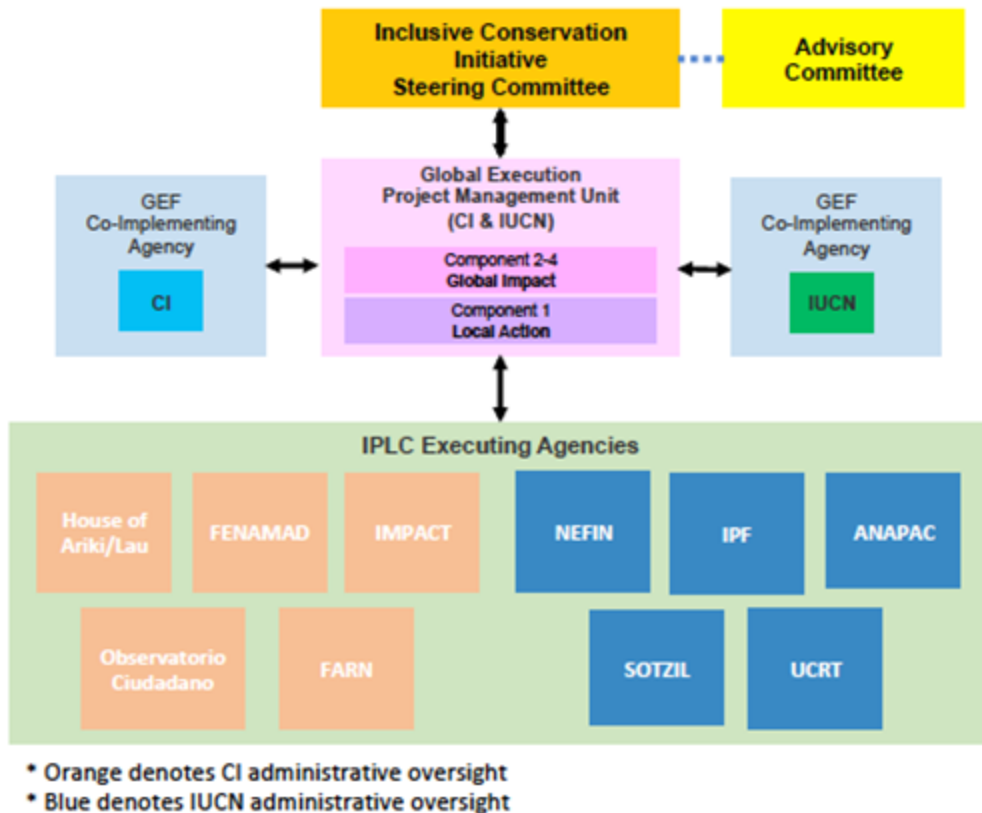 Inclusive Conservation
Initiative
Steering Committee
Advisory
Committee
Global Execution
Project Management Unit
(CI & IUCN)
GEF
Co-Implementing
Agency
CI
Component 2-4
Global Impact
Component 1
Local Action
GEF
Co-Implementing
Agency
IUCN
IPLC Executing Agencies
House of
Ariki/Lau
FENAMAD
IMPACT
NEFIN
IPF
ANAPAC
Observatorio
Ciudadano
FARN
SOTZIL
UCRT
* Orange denotes CI administrative oversight
* Blue denotes IUCN administrative oversight